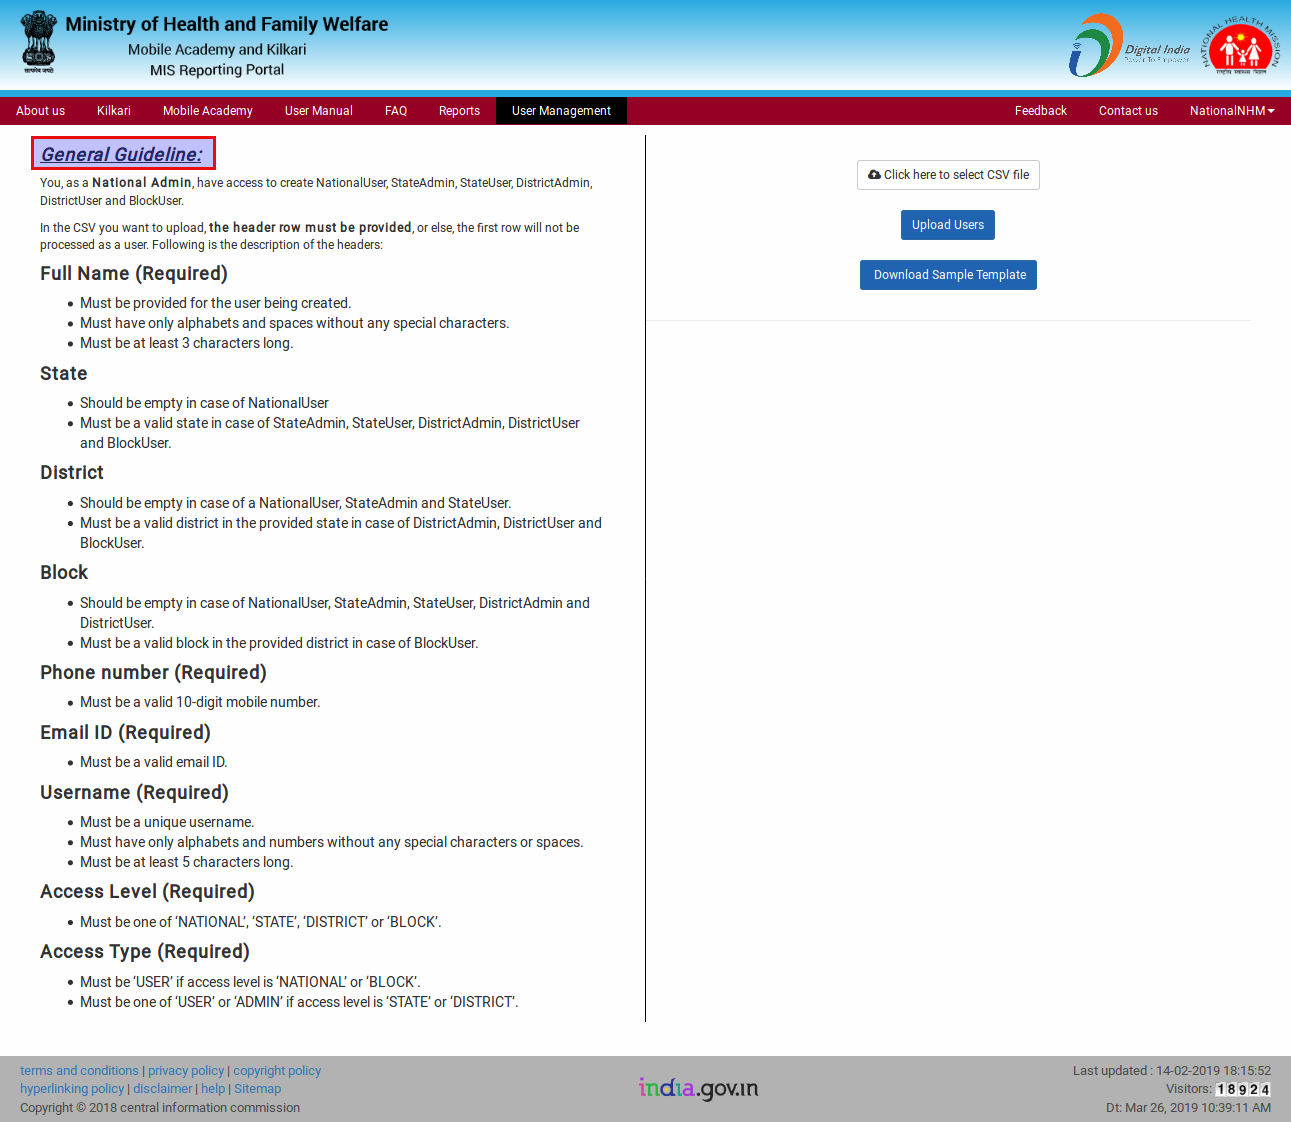 Ministry of Health and Family Welfare
Mobile Academy and Kilkari
MIS Reporting Portal
सत्यमेव जयते
Digital India
Power To Empower
NATIONAL HEALTH MISSION
राष्ट्रीय स्वास्थ्य मिशन
About us Kilkari Mobile Academy User Manual FAQ Reports User Management Feedback Contact us NationalNHM
General Guideline:
You, as a National Admin, have access to create NationalUser, StateAdmin, StateUser, DistrictAdmin,
DistrictUser and BlockUser.
In the CSV you want to upload, the header row must be provided, or else, the first row will not be
processed as a user. Following is the description of the headers:
Full Name (Required)
• Must be provided for the user being created.
• Must have only alphabets and spaces without any special characters.
• Must be at least 3 characters long.
State
• Should be empty in case of NationalUser
• Must be a valid state in case of StateAdmin, StateUser, DistrictAdmin, DistrictUser
and BlockUser.
District
• Should be empty in case of a NationalUser, StateAdmin and StateUser.
• Must be a valid district in the provided state in case of DistrictAdmin, DistrictUser and
BlockUser.
Block
• Should be empty in case of NationalUser, StateAdmin, StateUser, DistrictAdmin and
DistrictUser.
• Must be a valid block in the provided district in case of BlockUser.
Phone number (Required)
• Must be a valid 10-digit mobile number.
Email ID (Required)
• Must be a valid email ID.
Username (Required)
• Must be a unique username.
• Must have only alphabets and numbers without any special characters or spaces.
• Must be at least 5 characters long.
Access Level (Required)
• Must be one of ‘NATIONAL’, ‘STATE’, ‘DISTRICT’ or ‘BLOCK’.
Access Type (Required)
• Must be ‘USER’ if access level is ‘NATIONAL’ or ‘BLOCK’.
• Must be one of ‘USER’ or ‘ADMIN’ if access level is ‘STATE’ or ‘DISTRICT’.
Click here to select CSV file
Upload Users
Download Sample Template
terms and conditions | privacy policy | copyright policy
hyperlinking policy | disclaimer | help | Sitemap
Copyright © 2018 central information commission
india.gov.in
Last updated : 14-02-2019 18:15:52
Visitors: 18924
Dt: Mar 26, 2019 10:39:11 AM